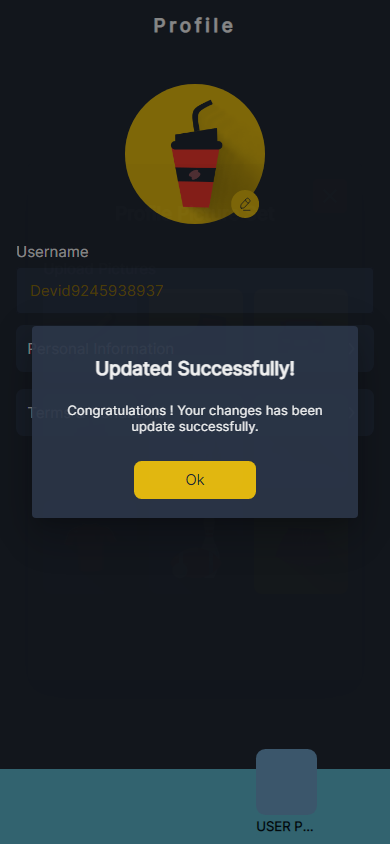 Profile
Username
Devid9245938937
Personal Information
Term
Updated Successfully!
Congratulations ! Your changes has been
update successfully.
Ok
USER P...